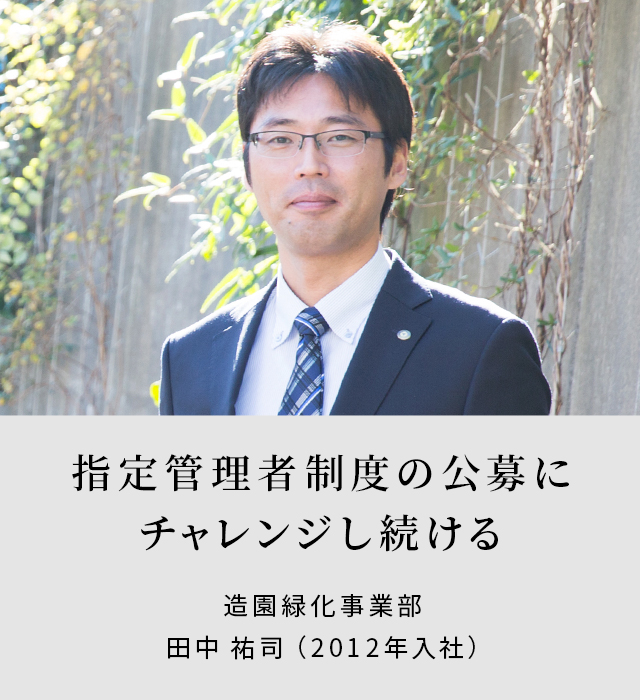 指定管理者制度の公募に
チャレンジし続ける
造園緑化事業部
田中 祐司（2012年入社）